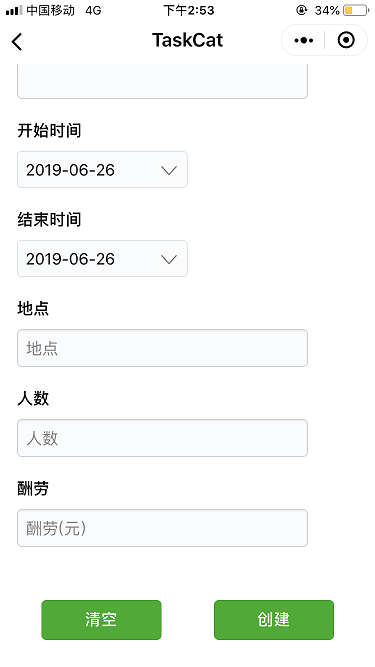 中国移动 4G 下午2:53 34%
TaskCat
开始时间
2019-06-26
结束时间
2019-06-26
地点
地点
人数
人数
酬劳
酬劳(元)
清空 创建